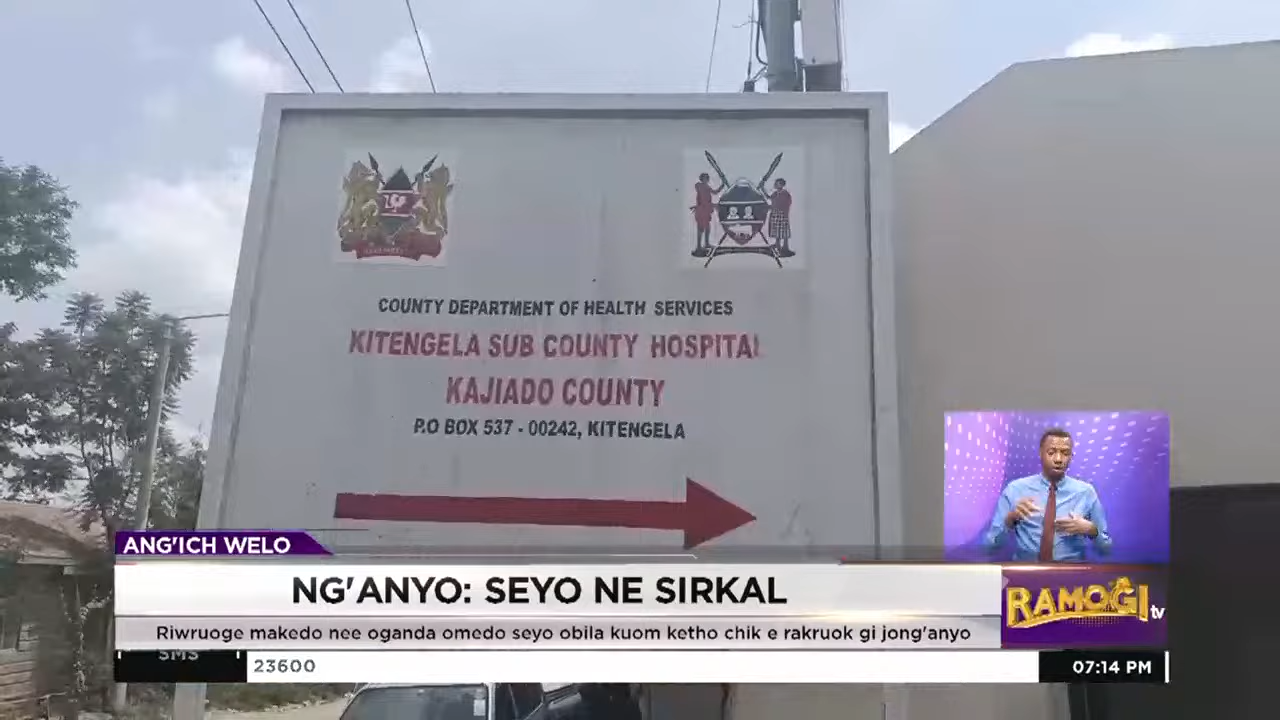 COUNTY DEPARTMENT OF HEALTH SERVICES
KITENGELA SUB COUNTY HOSPITAL
KAJIADO COUNTY
P.O BOX 537 - 00242, KITENGELA
ANG'ICH WELO
NG'ANYO: SEYO NE SIRKAL
RAMOGI tv
Riwruoge makedo nee oganda omedo seyo obila kuom ketho chik e rakruok gi jong'anyo
SMS
23600
07:14 PM